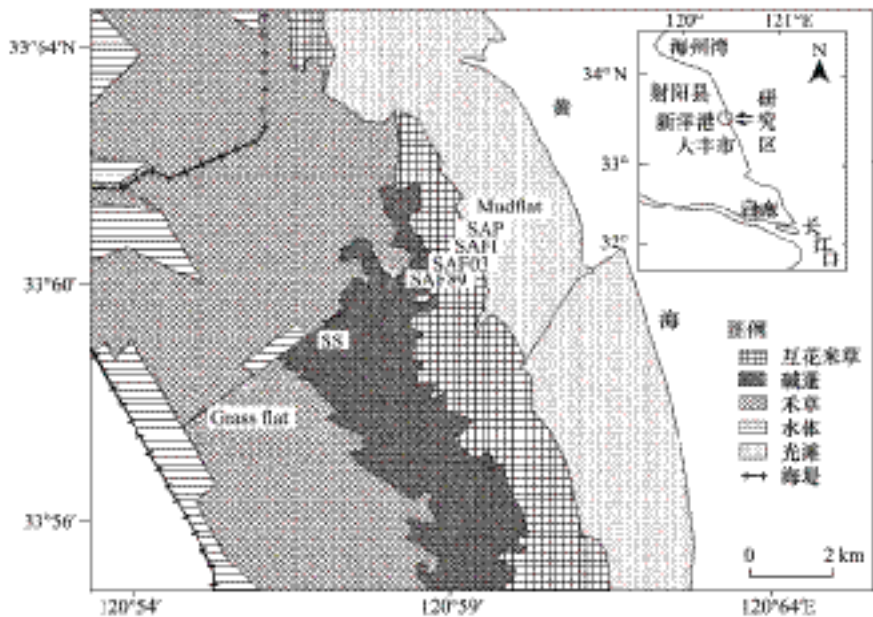 33°64′N
33°60′
33°56′
120°54′
120°59′
120°64′E
Mudflat
SAP
SAFI
SAF03
SAF89
SS
Grass flat
黄
海
120°
121°E
34°N
33°
32°
N
海州湾
射阳县
新洋港
大丰市
研究区
长江口
图例
互花米草
碱蓬
禾草
水体
光滩
海堤
0 2 km